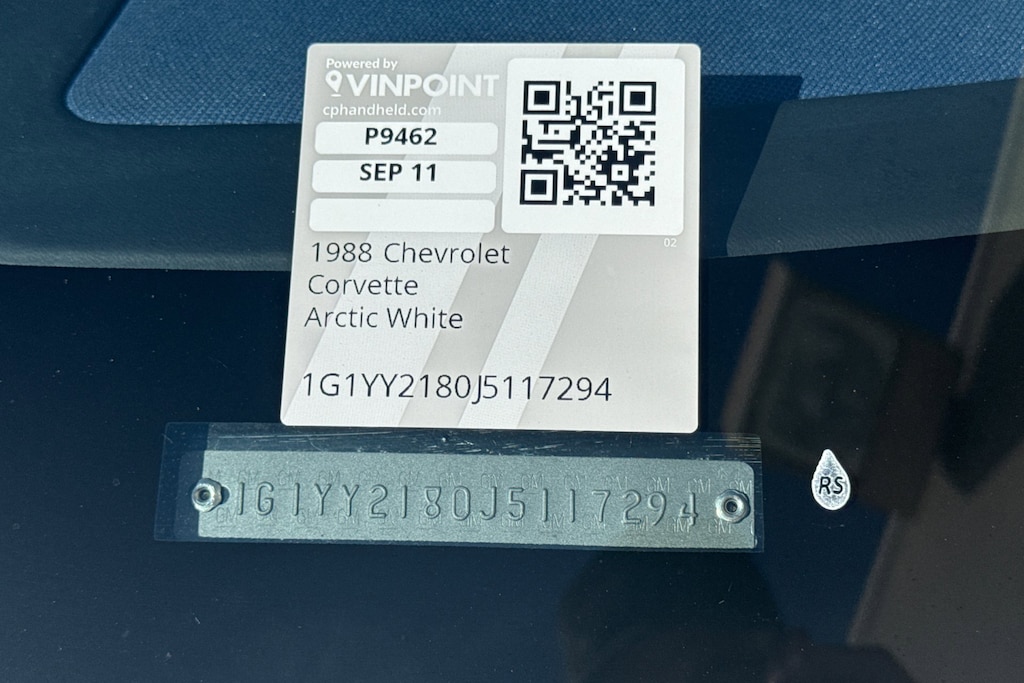 Powered by
VINPOINT
cphandheld.com
P9462
SEP 11
02
1988 Chevrolet
Corvette
Arctic White
1G1YY2180J5117294
1G1YY2180J5117294
RS